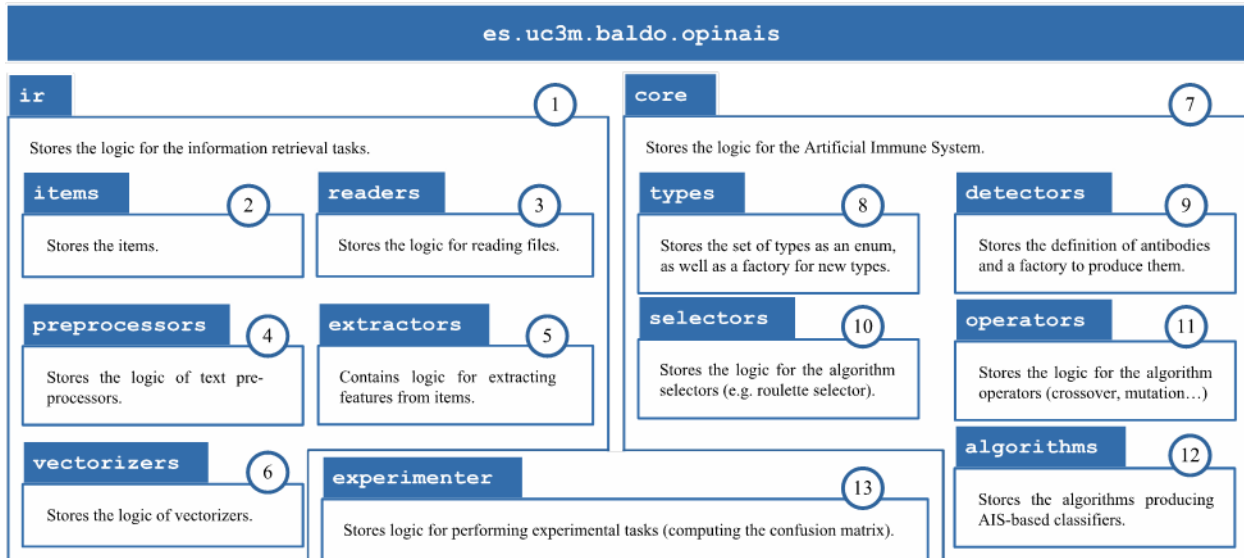 es.uc3m.baldo.opinais
ir
1
Stores the logic for the information retrieval tasks.
items
2
Stores the items.
readers
3
Stores the logic for reading files.
preprocessors
4
Stores the logic of text pre-
processors.
extractors
5
Contains logic for extracting
features from items.
vectorizers
6
Stores the logic of vectorizers.
core
7
Stores the logic for the Artificial Immune System.
types
8
Stores the set of types as an enum,
as well as a factory for new types.
detectors
9
Stores the definition of antibodies
and a factory to produce them.
selectors
10
Stores the logic for the algorithm
selectors (e.g. roulette selector).
operators
11
Stores the logic for the algorithm
operators (crossover, mutation…)
algorithms
12
Stores the algorithms producing
AIS-based classifiers.
experimenter
13
Stores logic for performing experimental tasks (computing the confusion matrix).